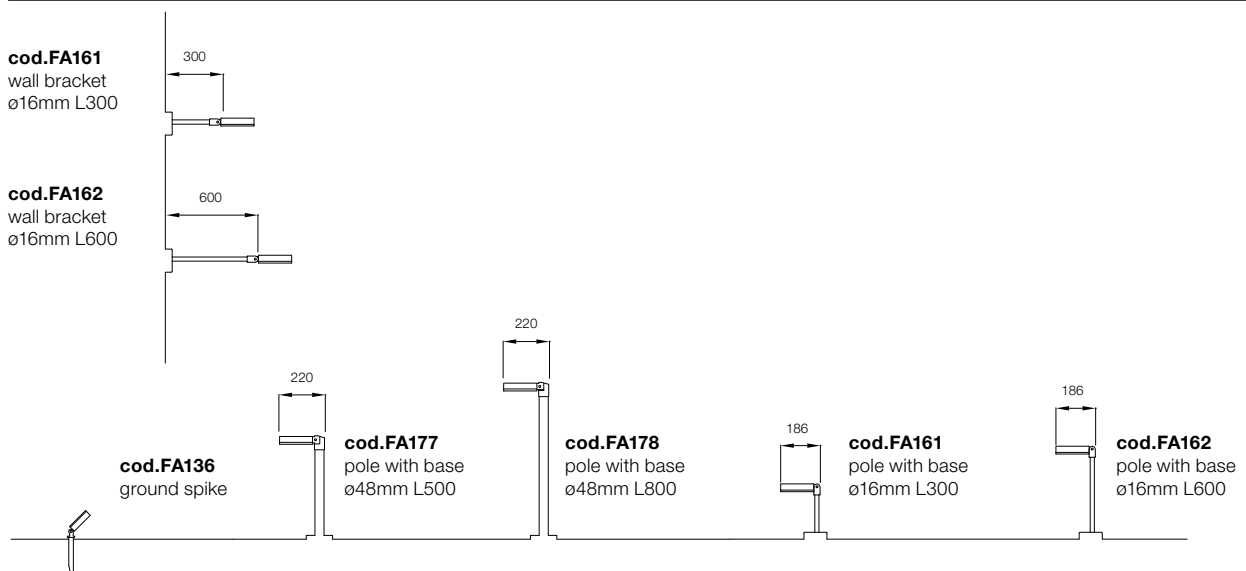 cod.FA161
wall bracket
ø16mm L300
300
cod.FA162
wall bracket
ø16mm L600
600
cod.FA136
ground spike
220
cod.FA177
pole with base
ø48mm L500
220
cod.FA178
pole with base
ø48mm L800
186
cod.FA161
pole with base
ø16mm L300
186
cod.FA162
pole with base
ø16mm L600